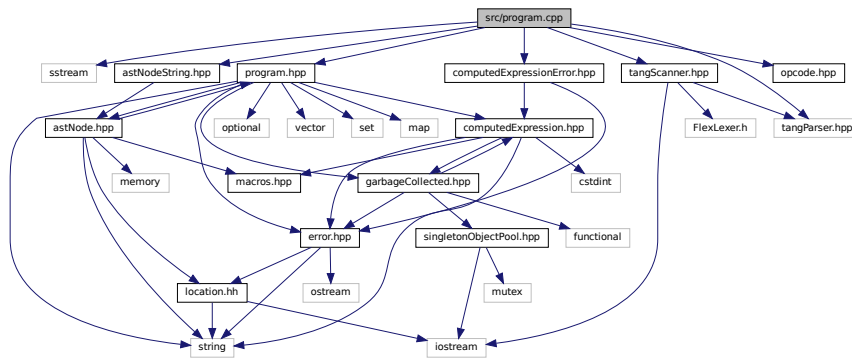 src/program.cpp
sstream
astNodeString.hpp
program.hpp
computedExpressionError.hpp
tangScanner.hpp
opcode.hpp
astNode.hpp
optional
vector
set
map
computedExpression.hpp
FlexLexer.h
tangParser.hpp
memory
macros.hpp
garbageCollected.hpp
cstdint
error.hpp
singletonObjectPool.hpp
functional
location.hh
ostream
mutex
string
iostream